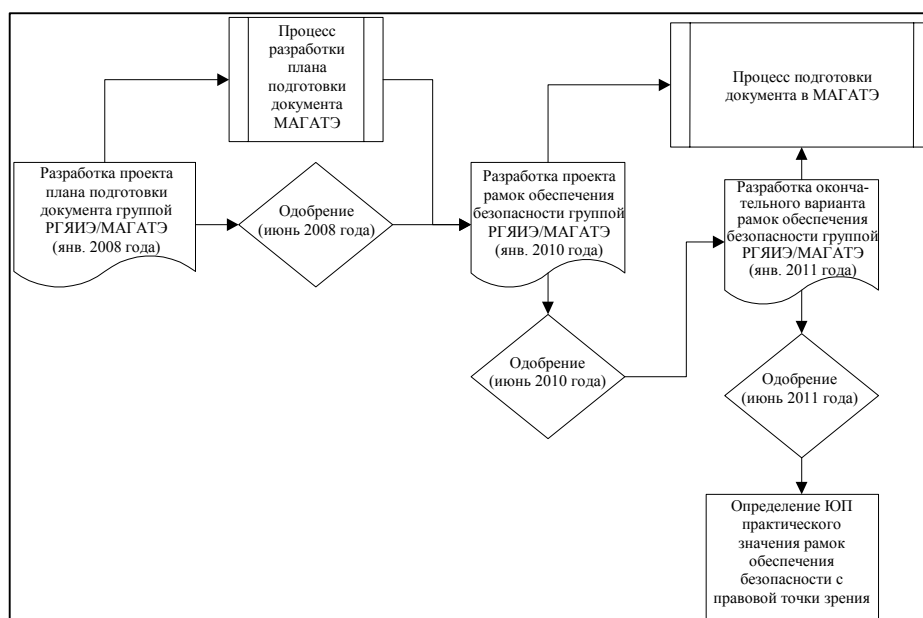 Процесс
разработки
плана
подготовки
документа
МАГАТЭ
Процесс подготовки
документа в МАГАТЭ
Разработка проекта
плана подготовки
документа группой
РГЯИЭ/МАГАТЭ
(янв. 2008 года)
Одобрение
(июнь 2008 года)
Разработка проекта
рамок обеспечения
безопасности группой
РГЯИЭ/МАГАТЭ
(янв. 2010 года)
Разработка оконча-
тельного варианта
рамок обеспечения
безопасности группой
РГЯИЭ/МАГАТЭ
(янв. 2011 года)
Одобрение
(июнь 2010 года)
Одобрение
(июнь 2011 года)
Определение ЮП
практического
значения рамок
обеспечения
безопасности с
правовой точки зрения